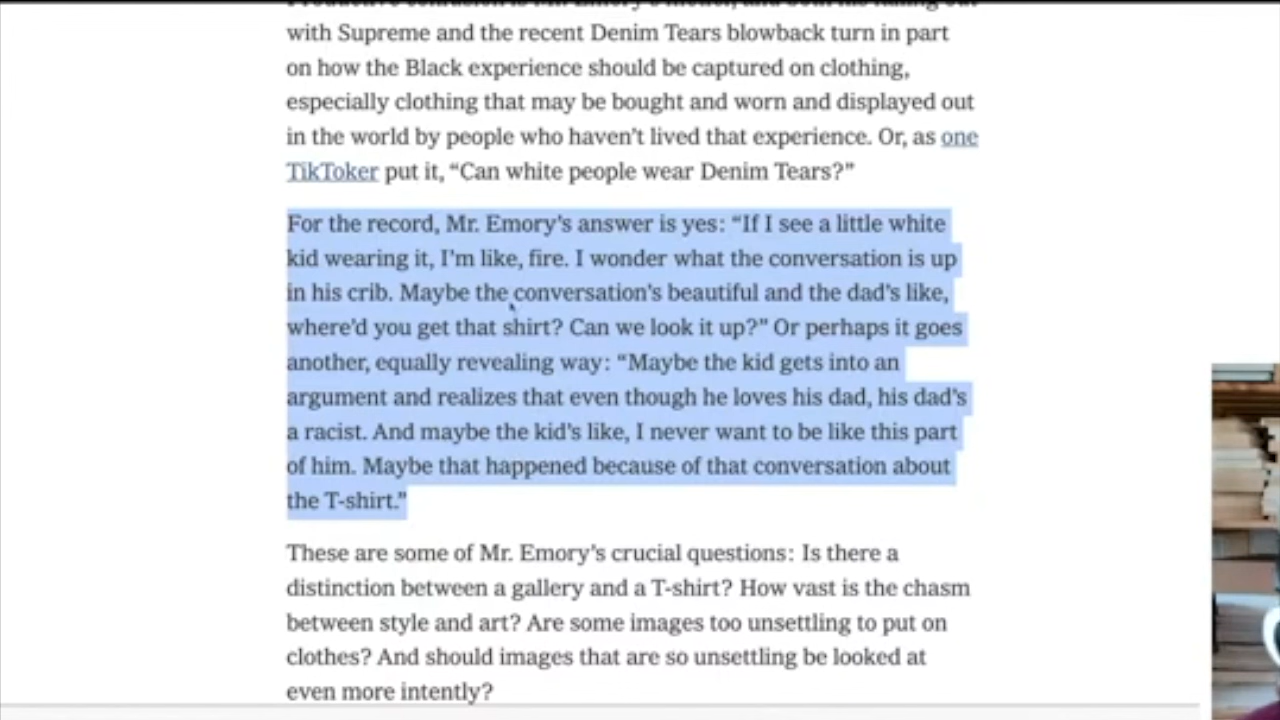 with Supreme and the recent Denim Tears blowback turn in part
on how the Black experience should be captured on clothing,
especially clothing that may be bought and worn and displayed out
in the world by people who haven’t lived that experience. Or, as one
TikToker put it, “Can white people wear Denim Tears?”
For the record, Mr. Emory’s answer is yes: “If I see a little white
kid wearing it, I’m like, fire. I wonder what the conversation is up
in his crib. Maybe the conversation’s beautiful and the dad’s like,
where’d you get that shirt? Can we look it up?” Or perhaps it goes
another, equally revealing way: “Maybe the kid gets into an
argument and realizes that even though he loves his dad, his dad’s
a racist. And maybe the kid’s like, I never want to be like this part
of him. Maybe that happened because of that conversation about
the T-shirt.”
These are some of Mr. Emory’s crucial questions: Is there a
distinction between a gallery and a T-shirt? How vast is the chasm
between style and art? Are some images too unsettling to put on
clothes? And should images that are so unsettling be looked at
even more intently?